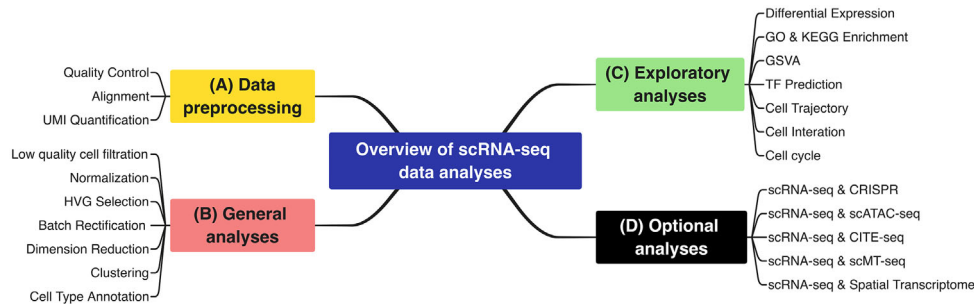 Overview of scRNA-seq
data analyses
(A) Data
preprocessing
Quality Control
Alignment
UMI Quantification
(B) General
analyses
Low quality cell filtration
Normalization
HVG Selection
Batch Rectification
Dimension Reduction
Clustering
Cell Type Annotation
(C) Exploratory
analyses
Differential Expression
GO & KEGG Enrichment
GSVA
TF Prediction
Cell Trajectory
Cell Interation
Cell cycle
(D) Optional
analyses
scRNA-seq & CRISPR
scRNA-seq & scATAC-seq
scRNA-seq & CITE-seq
scRNA-seq & scMT-seq
scRNA-seq & Spatial Transcriptome